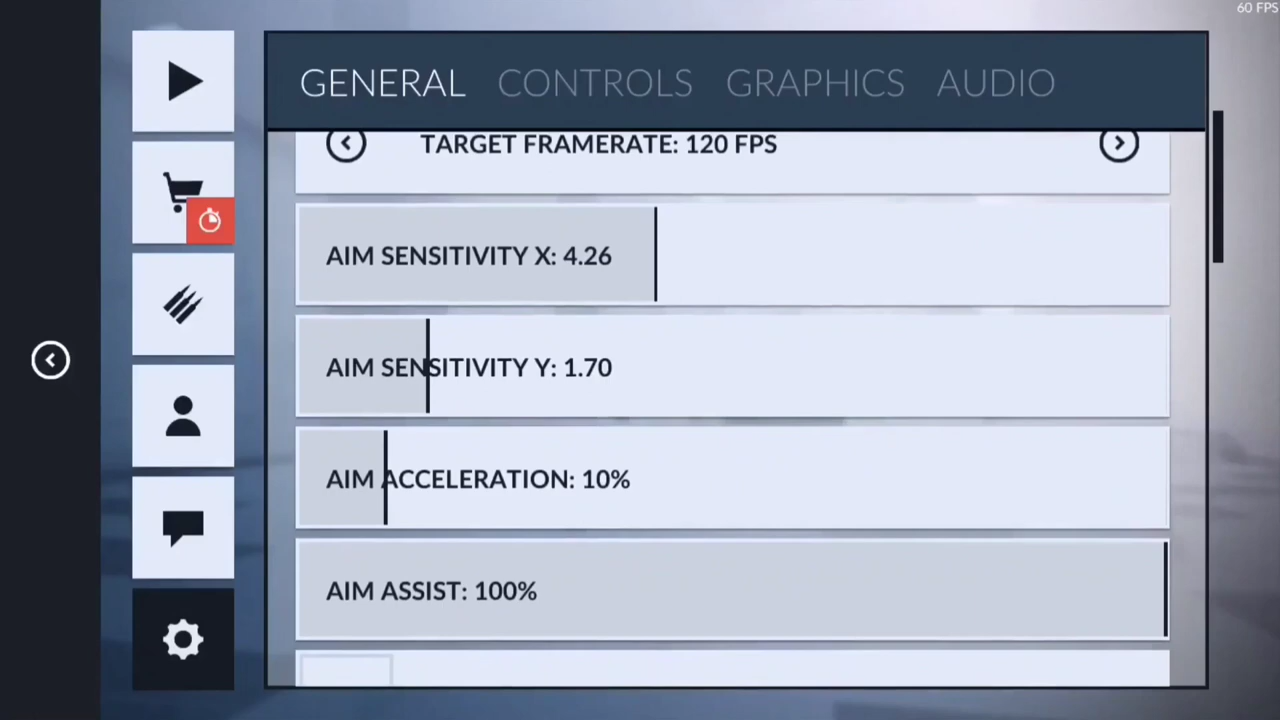 60 FPS
GENERAL CONTROLS GRAPHICS AUDIO
TARGET FRAMERATE: 120 FPS
AIM SENSITIVITY X: 4.26
AIM SENSITIVITY Y: 1.70
AIM ACCELERATION: 10%
AIM ASSIST: 100%